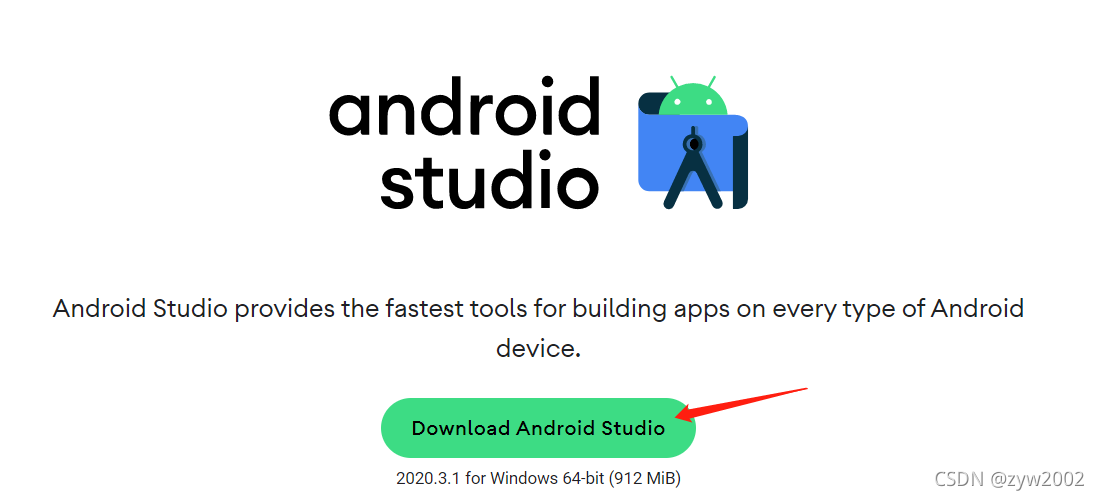 android
studio
Android Studio provides the fastest tools for building apps on every type of Android
device.
Download Android Studio
2020.3.1 for Windows 64-bit (912 MiB)
CSDN @zyw2002